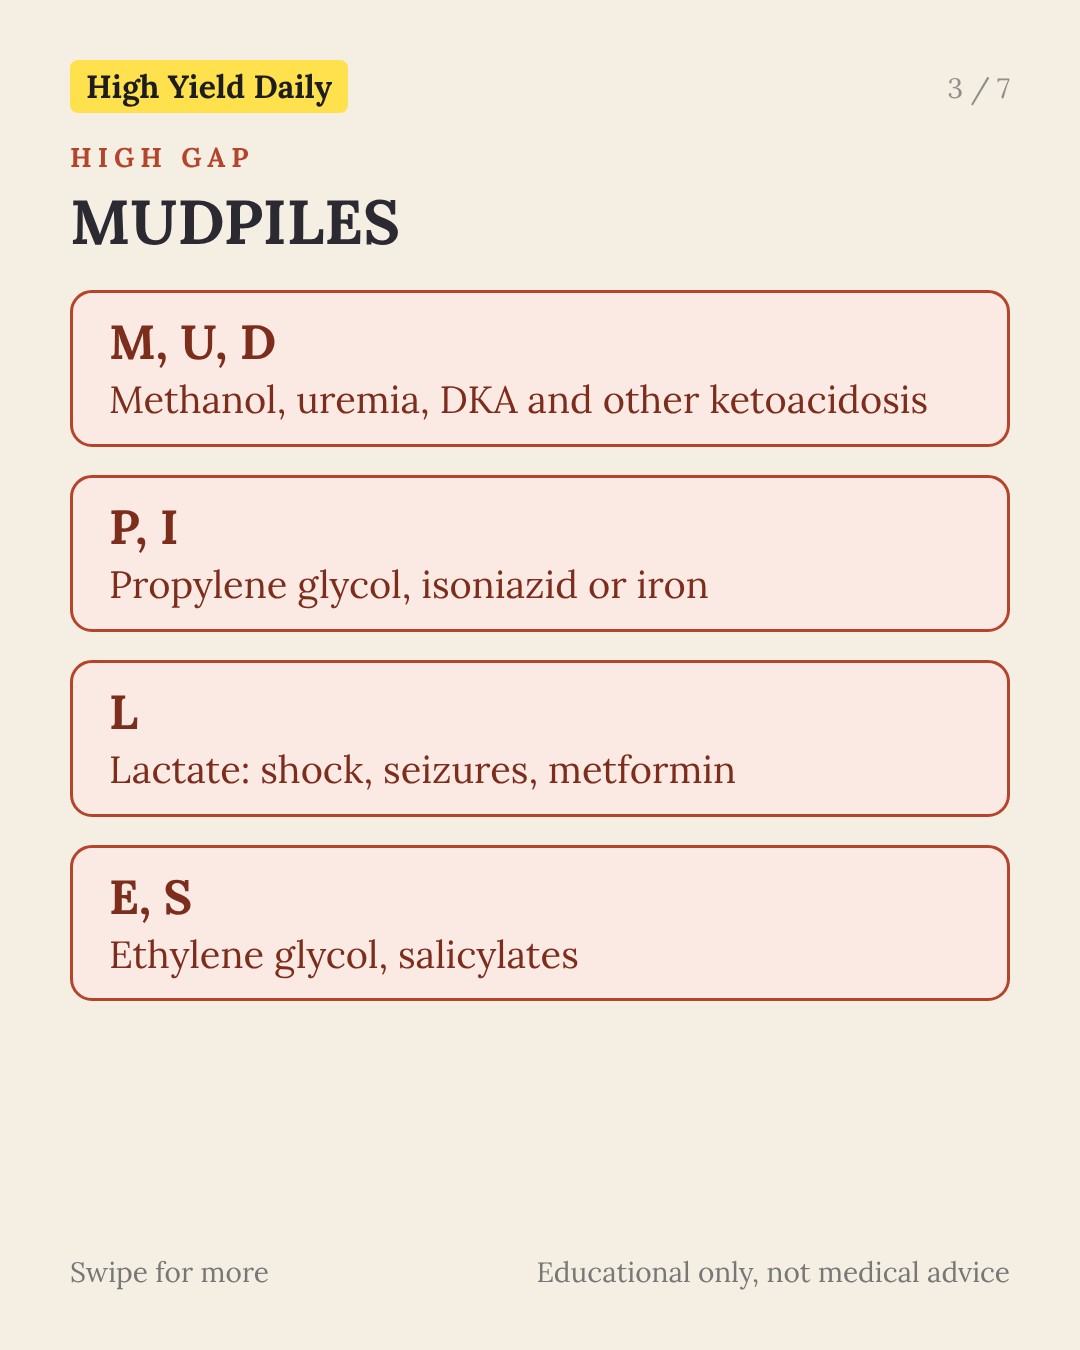 High Yield Daily
3 / 7
HIGH GAP
MUDPILES
M, U, D
Methanol, uremia, DKA and other ketoacidosis
P, I
Propylene glycol, isoniazid or iron
L
Lactate: shock, seizures, metformin
E, S
Ethylene glycol, salicylates
Swipe for more
Educational only, not medical advice